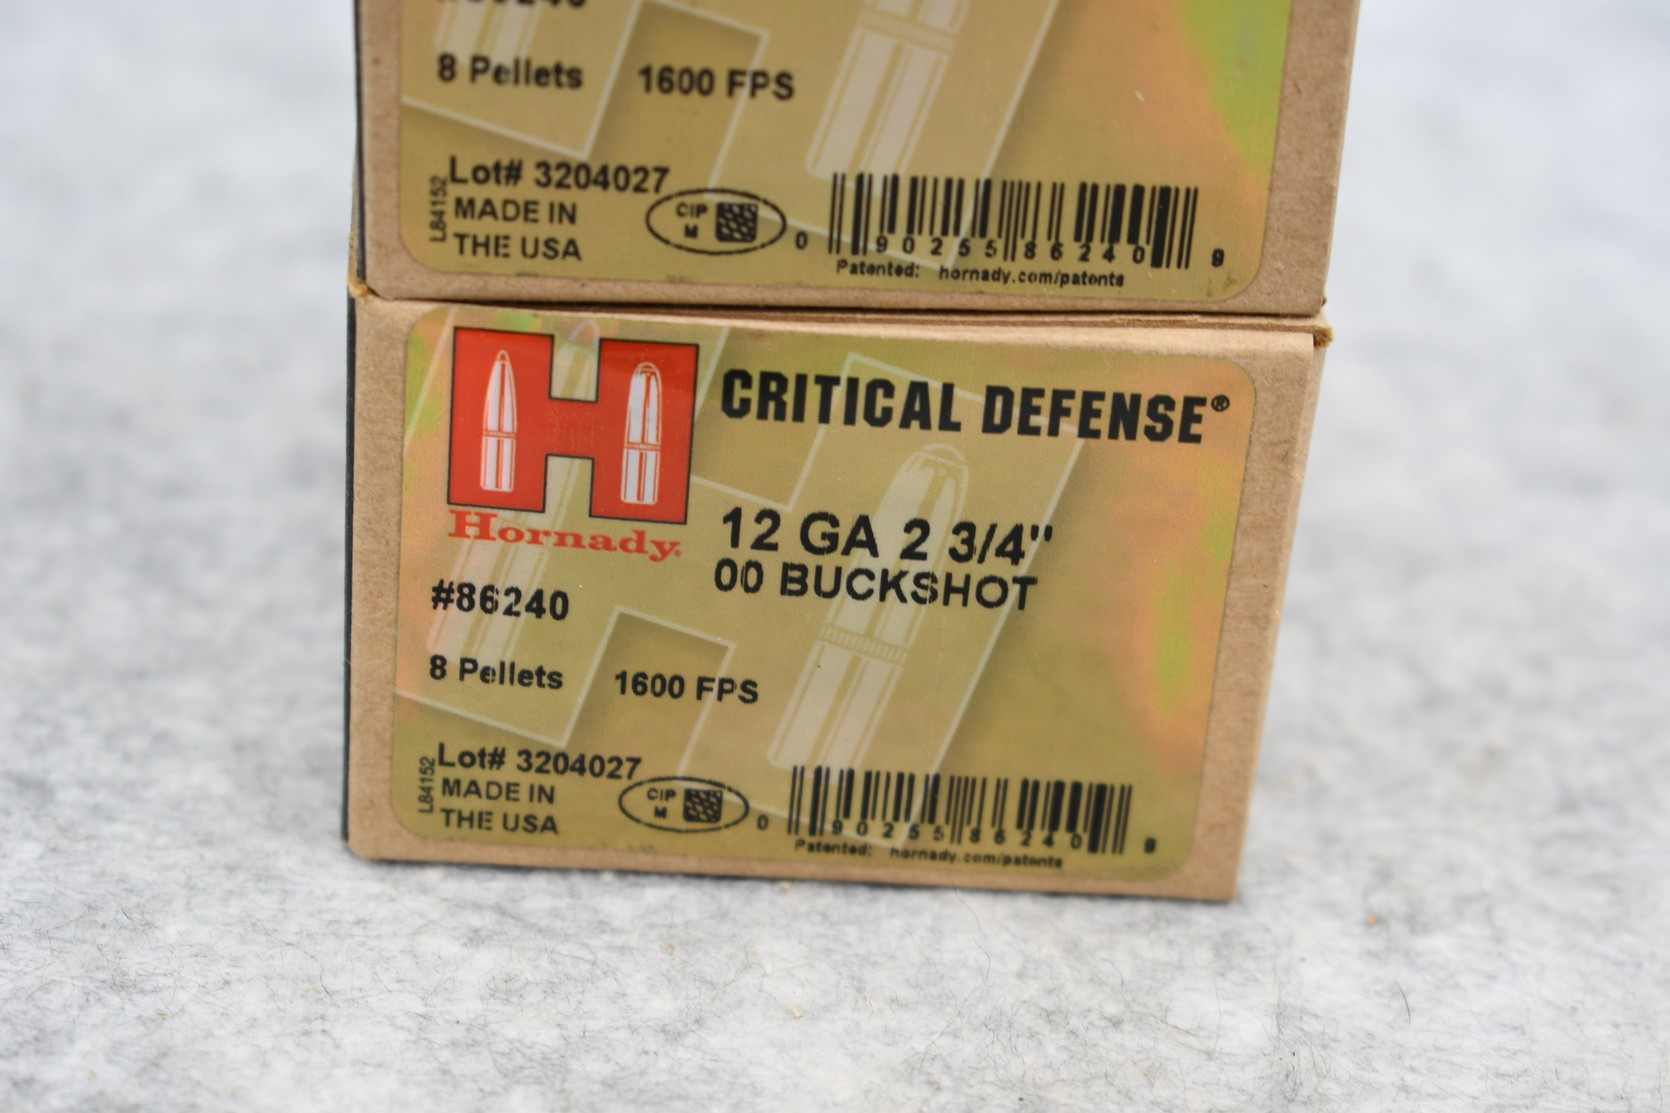 #86240
8 Pellets 1600 FPS
Lot# 3204027
L84152
MADE IN
THE USA
CIP
M
0 90255 86240 9
Patented: hornady.com/patents
CRITICAL DEFENSE®
Hornady
12 GA 2 3/4"
00 BUCKSHOT
#86240
8 Pellets 1600 FPS
Lot# 3204027
L84152
MADE IN
THE USA
CIP
M
0 90255 86240 9
Patented: hornady.com/patents